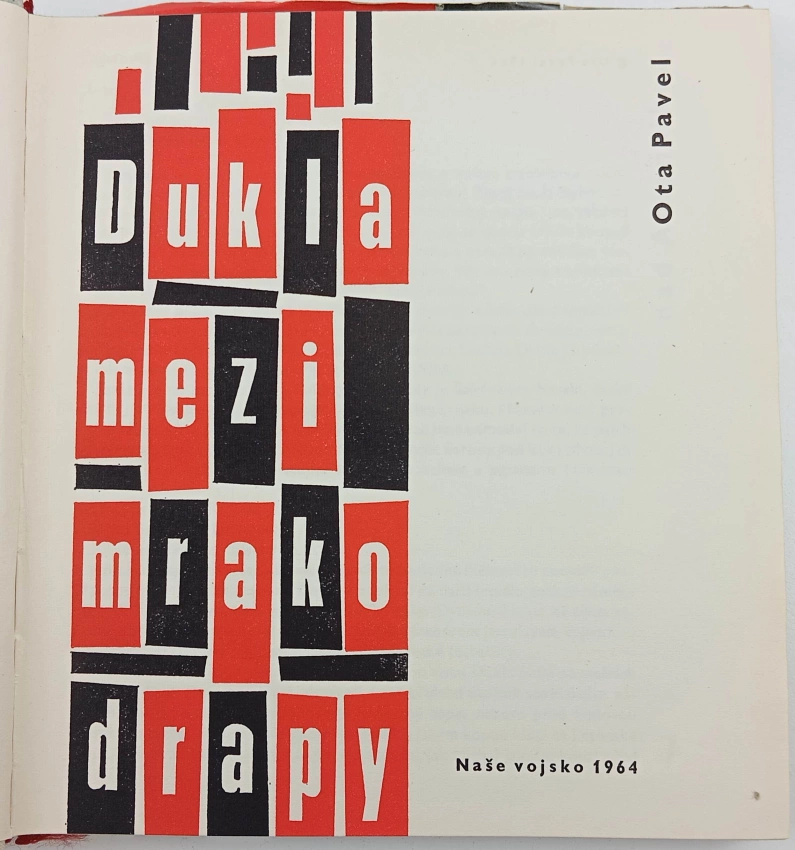 Dukla
mezi
mrako
drapy
Ota Pavel
Naše vojsko 1964